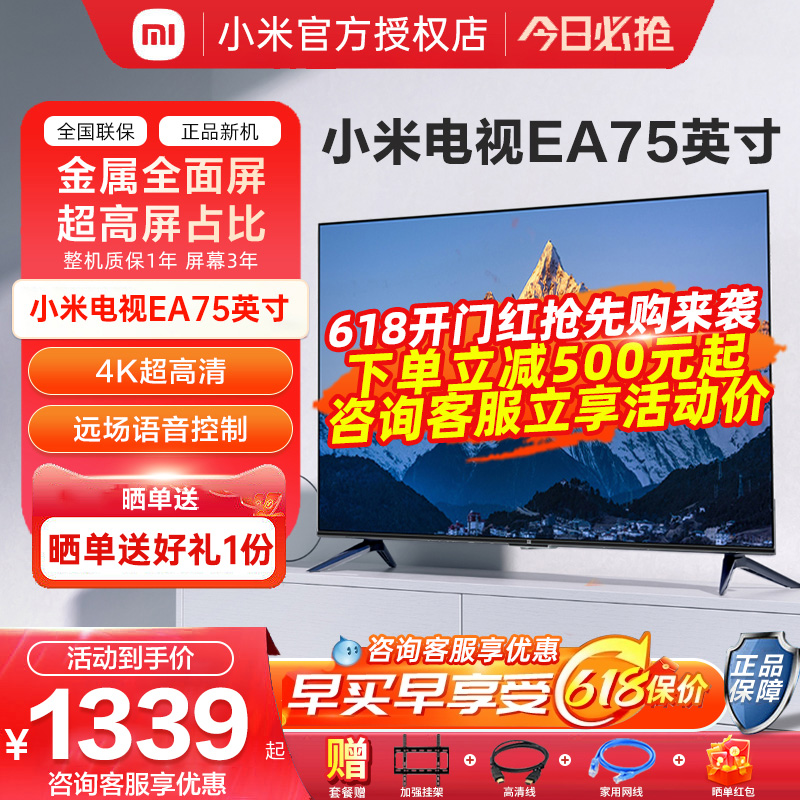 小米官方授权店
今日必抢
全国联保
正品新机
金属全面屏
超高屏占比
整机质保1年 屏幕3年
小米电视EA75英寸
4K超高清
远场语音控制
晒单送
晒单送好礼1份
小米电视EA75英寸
618开门红抢先购来袭
下单立减500元起
咨询客服立享活动价
活动到手价
¥1339起
咨询客服享优惠
咨询客服享优惠
早买早享受
618保价
正品
保障
赠
套餐赠
加强挂架
+
高清线
+
家用网线
+
晒单红包